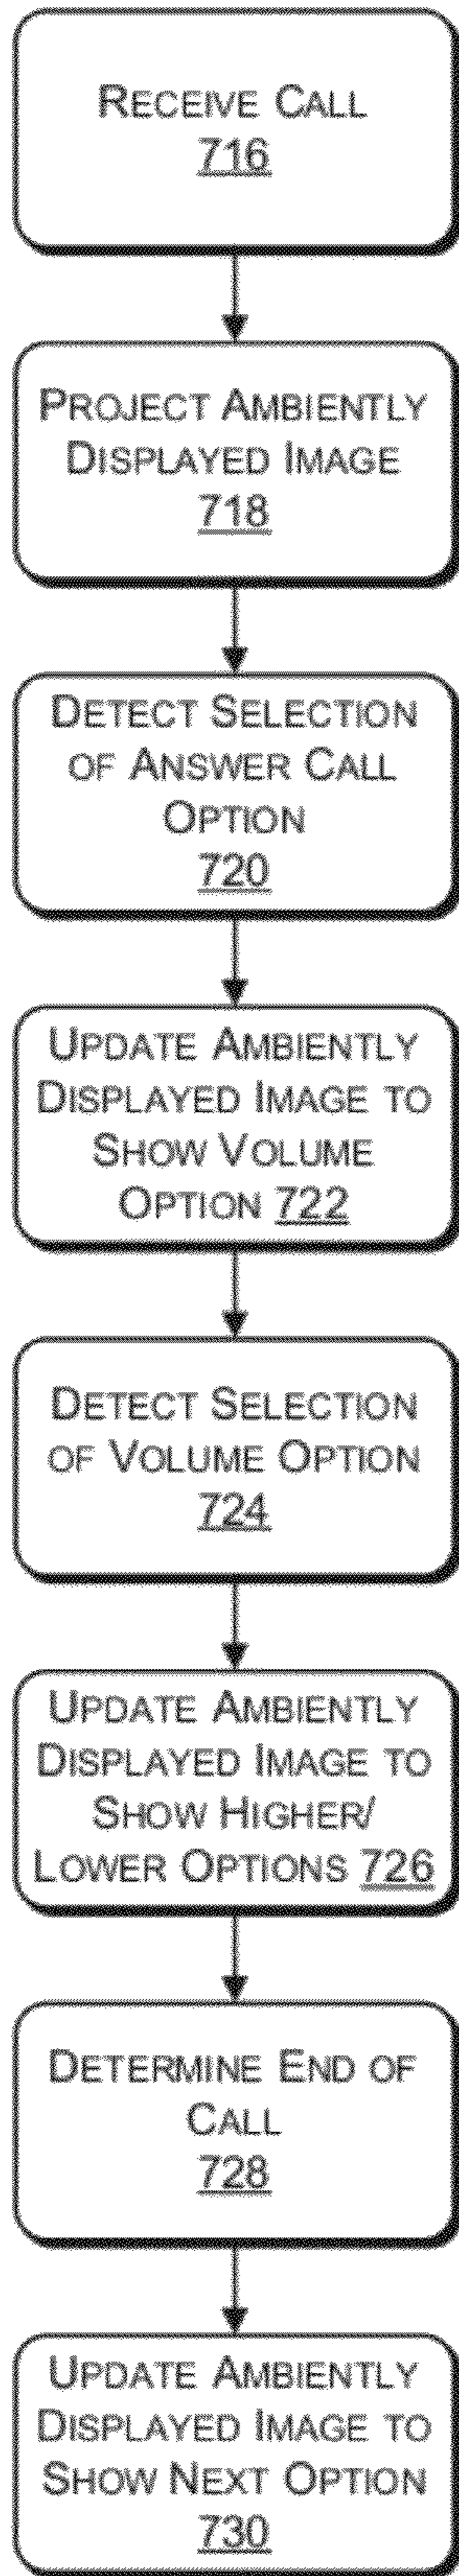 RECEIVE CALL
716
PROJECT AMBIENTLY
DISPLAYED IMAGE
718
DETECT SELECTION
OF ANSWER CALL
OPTION
720
UPDATE AMBIENTLY
DISPLAYED IMAGE TO
SHOW VOLUME
OPTION 722
DETECT SELECTION
OF VOLUME OPTION
724
UPDATE AMBIENTLY
DISPLAYED IMAGE TO
SHOW HIGHER/
LOWER OPTIONS 726
DETERMINE END OF
CALL
728
UPDATE AMBIENTLY
DISPLAYED IMAGE TO
SHOW NEXT OPTION
730